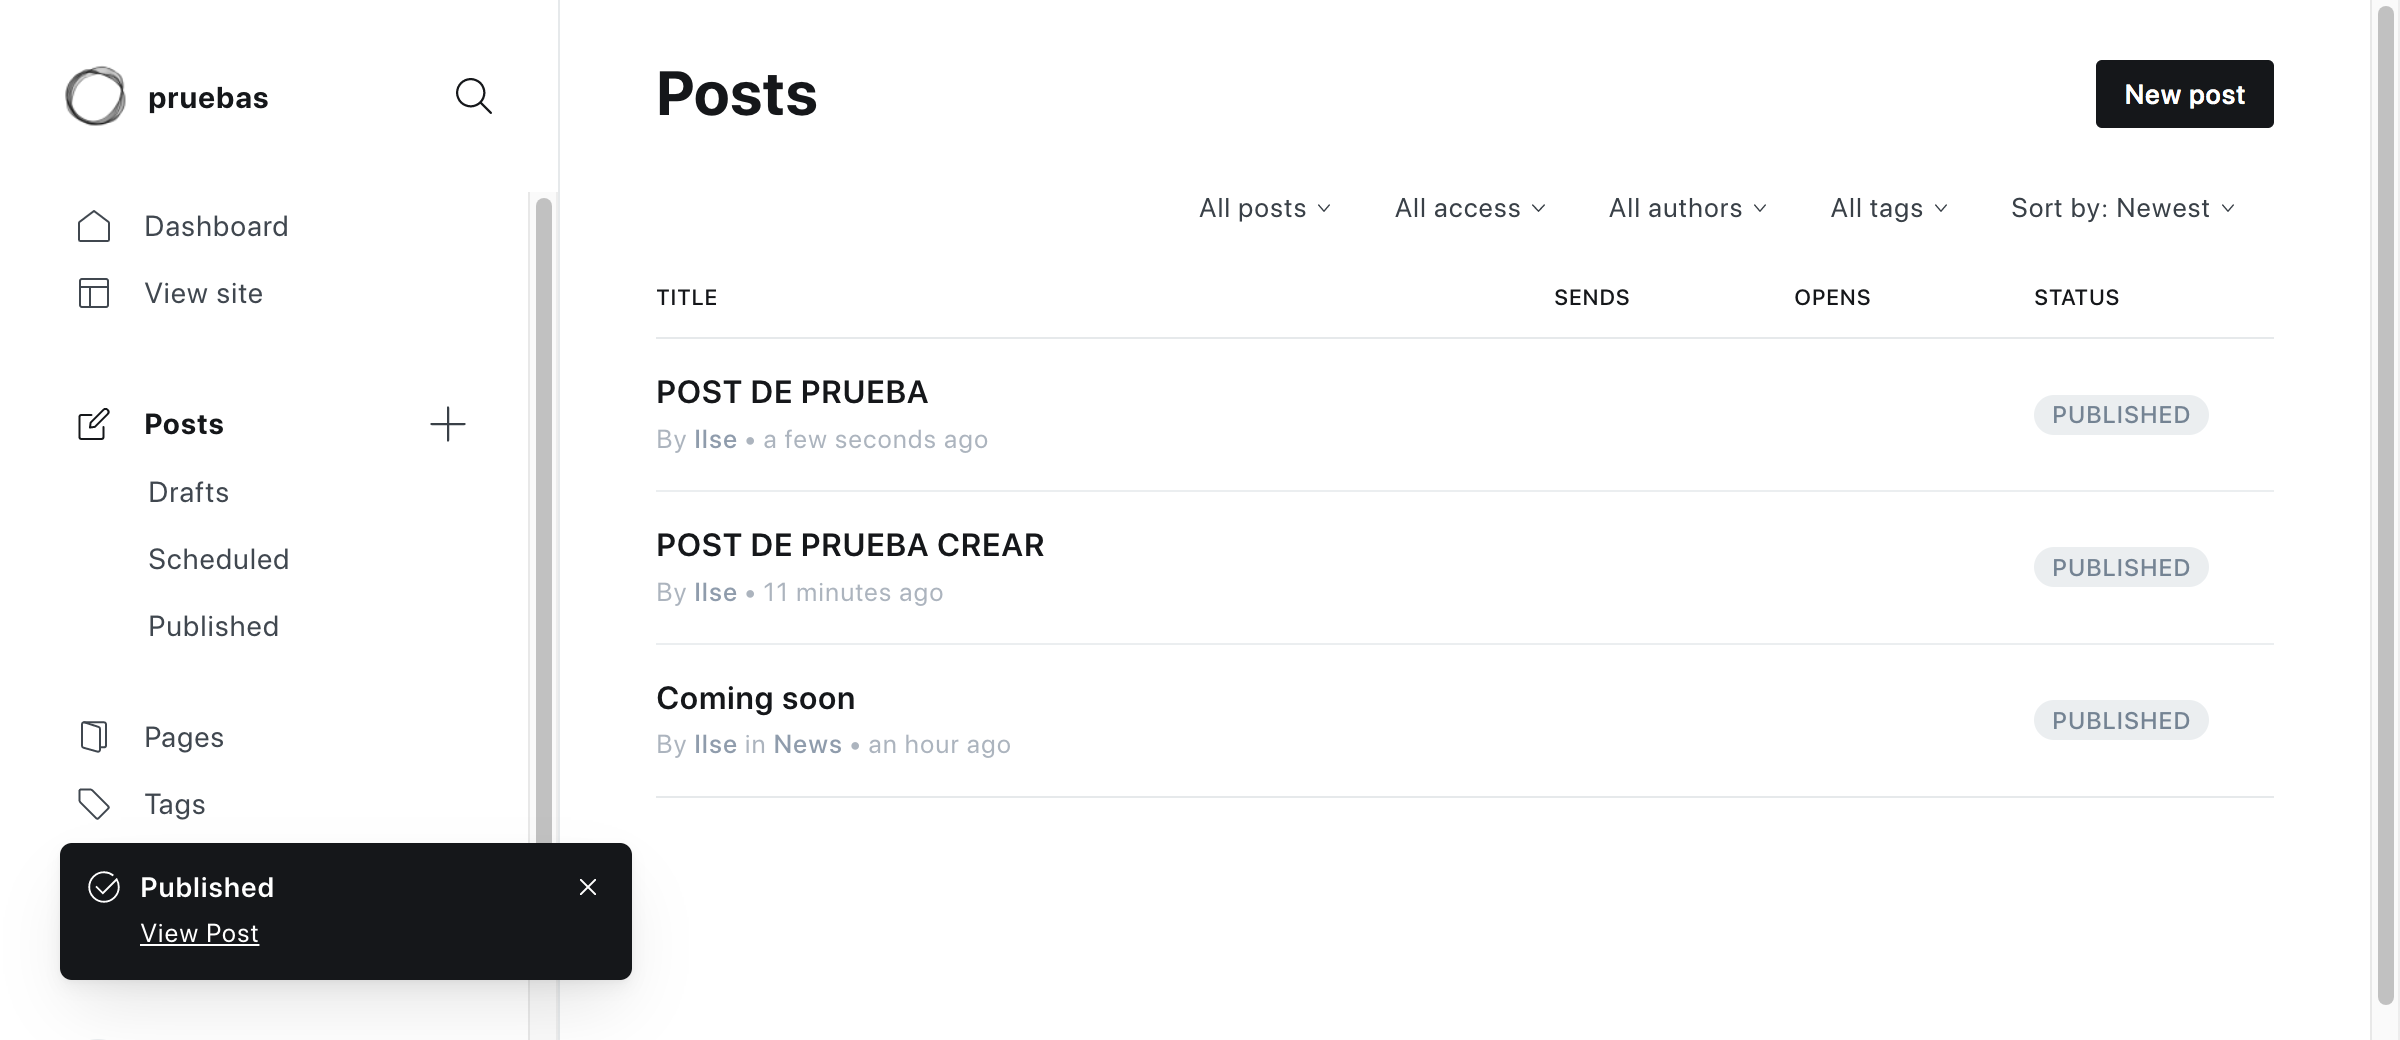 pruebas
Dashboard
View site
Posts
Drafts
Scheduled
Published
Pages
Tags
Published
View Post
Posts
New post
All posts
All access
All authors
All tags
Sort by: Newest
TITLE SENDS OPENS STATUS
POST DE PRUEBA
By Ilse • a few seconds ago
PUBLISHED
POST DE PRUEBA CREAR
By Ilse • 11 minutes ago
PUBLISHED
Coming soon
By Ilse in News • an hour ago
PUBLISHED